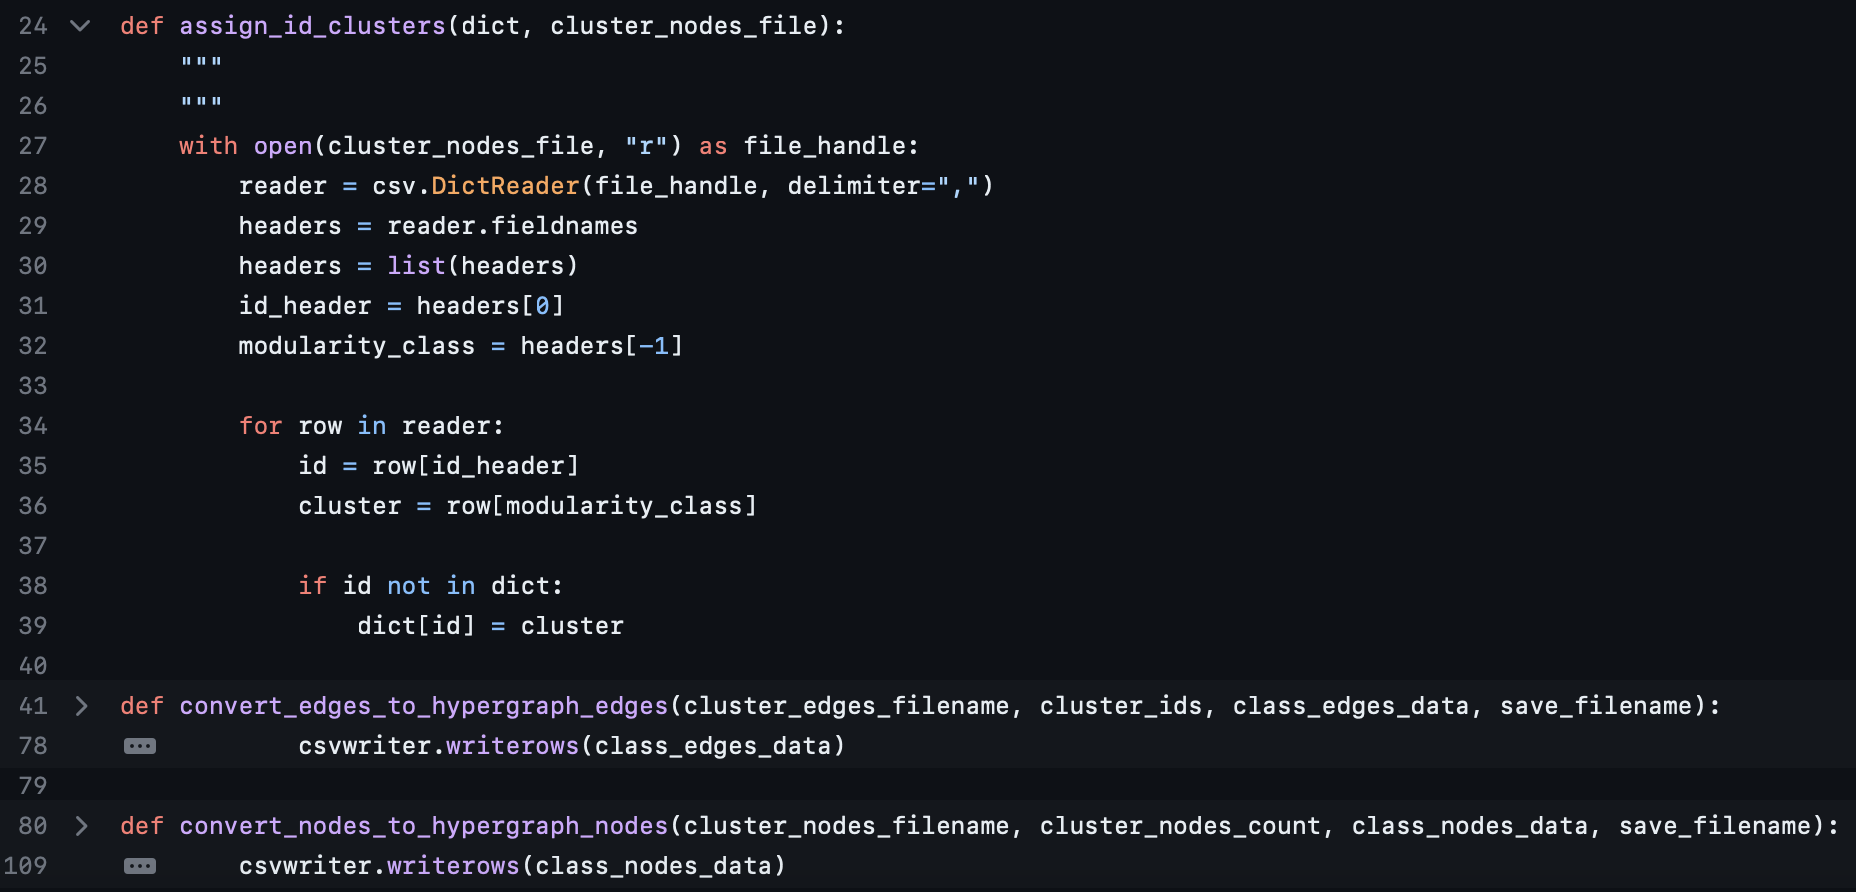 24 def assign_id_clusters(dict, cluster_nodes_file):
25     """
26     """
27     with open(cluster_nodes_file, "r") as file_handle:
28         reader = csv.DictReader(file_handle, delimiter=",")
29         headers = reader.fieldnames
30         headers = list(headers)
31         id_header = headers[0]
32         modularity_class = headers[-1]
33
34         for row in reader:
35             id = row[id_header]
36             cluster = row[modularity_class]
37
38             if id not in dict:
39                 dict[id] = cluster
40
41 def convert_edges_to_hypergraph_edges(cluster_edges_filename, cluster_ids, class_edges_data, save_filename):
78 ...         csvwriter.writerows(class_edges_data)
79
80 def convert_nodes_to_hypergraph_nodes(cluster_nodes_filename, cluster_nodes_count, class_nodes_data, save_filename):
109 ...     csvwriter.writerows(class_nodes_data)